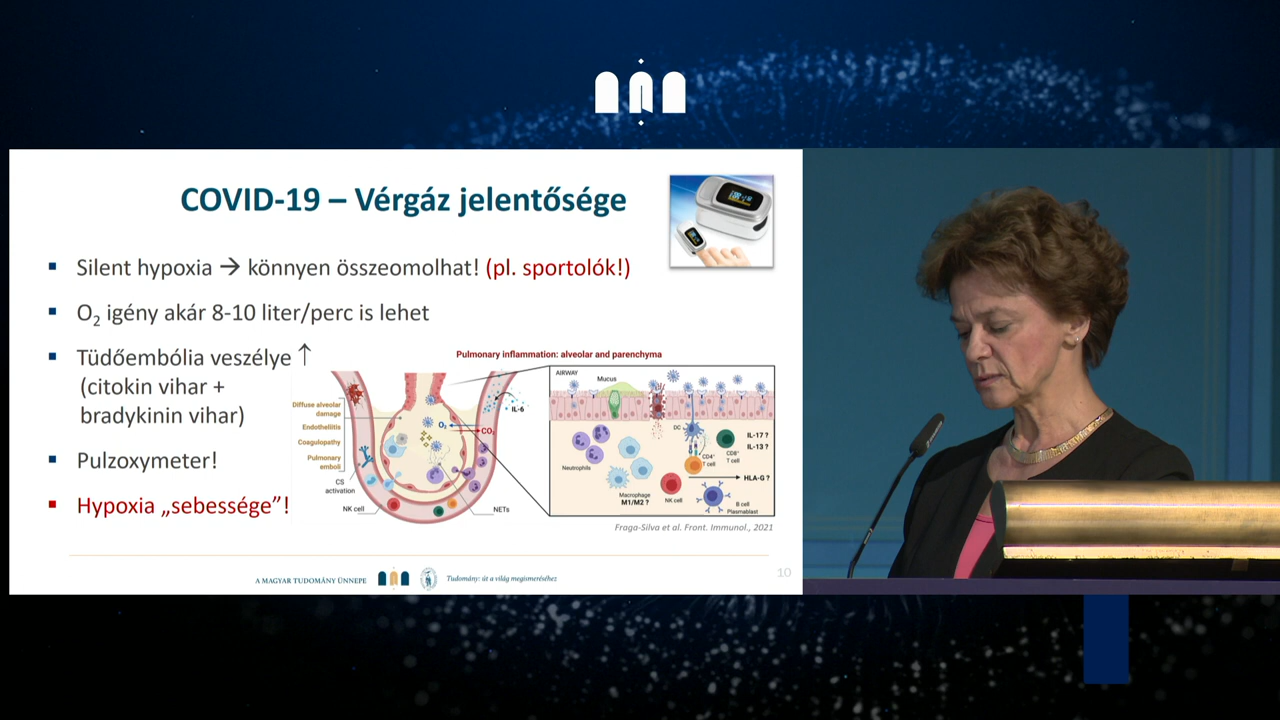 COVID-19 – Vérgáz jelentősége
▪ Silent hypoxia → könnyen összeomolhat! (pl. sportolók!)
▪ O₂ igény akár 8-10 liter/perc is lehet
▪ Tüdőembólia veszélye ↑
(citokin vihar +
bradykinin vihar)
▪ Pulzoxymeter!
▪ Hypoxia „sebessége”!
Pulmonary inflammation: alveolar and parenchyma
Diffuse alveolar
damage
Endotheliitis
Coagulopathy
Pulmonary
emboli
CS
activation
NK cell
O₂
CO₂
IL-6
NETs
AIRWAY
Mucus
Neutrophils
Macrophage
M1/M2 ?
DC
CD4⁺
T cell
CD8⁺
T cell
NK cell
IL-17 ?
IL-13 ?
HLA-G ?
B cell
Plasmablast
Fraga-Silva et al. Front. Immunol., 2021
A MAGYAR TUDOMÁNY ÜNNEPE
Tudomány: út a világ megismeréséhez
10